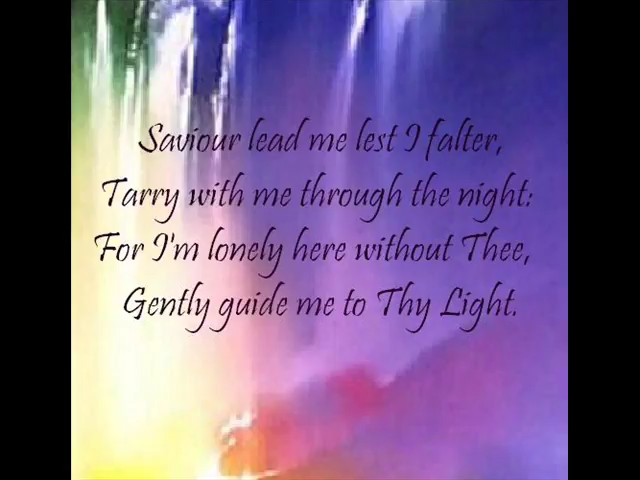 Saviour lead me lest I falter,
Tarry with me through the night:
For I'm lonely here without Thee,
Gently guide me to Thy Light.